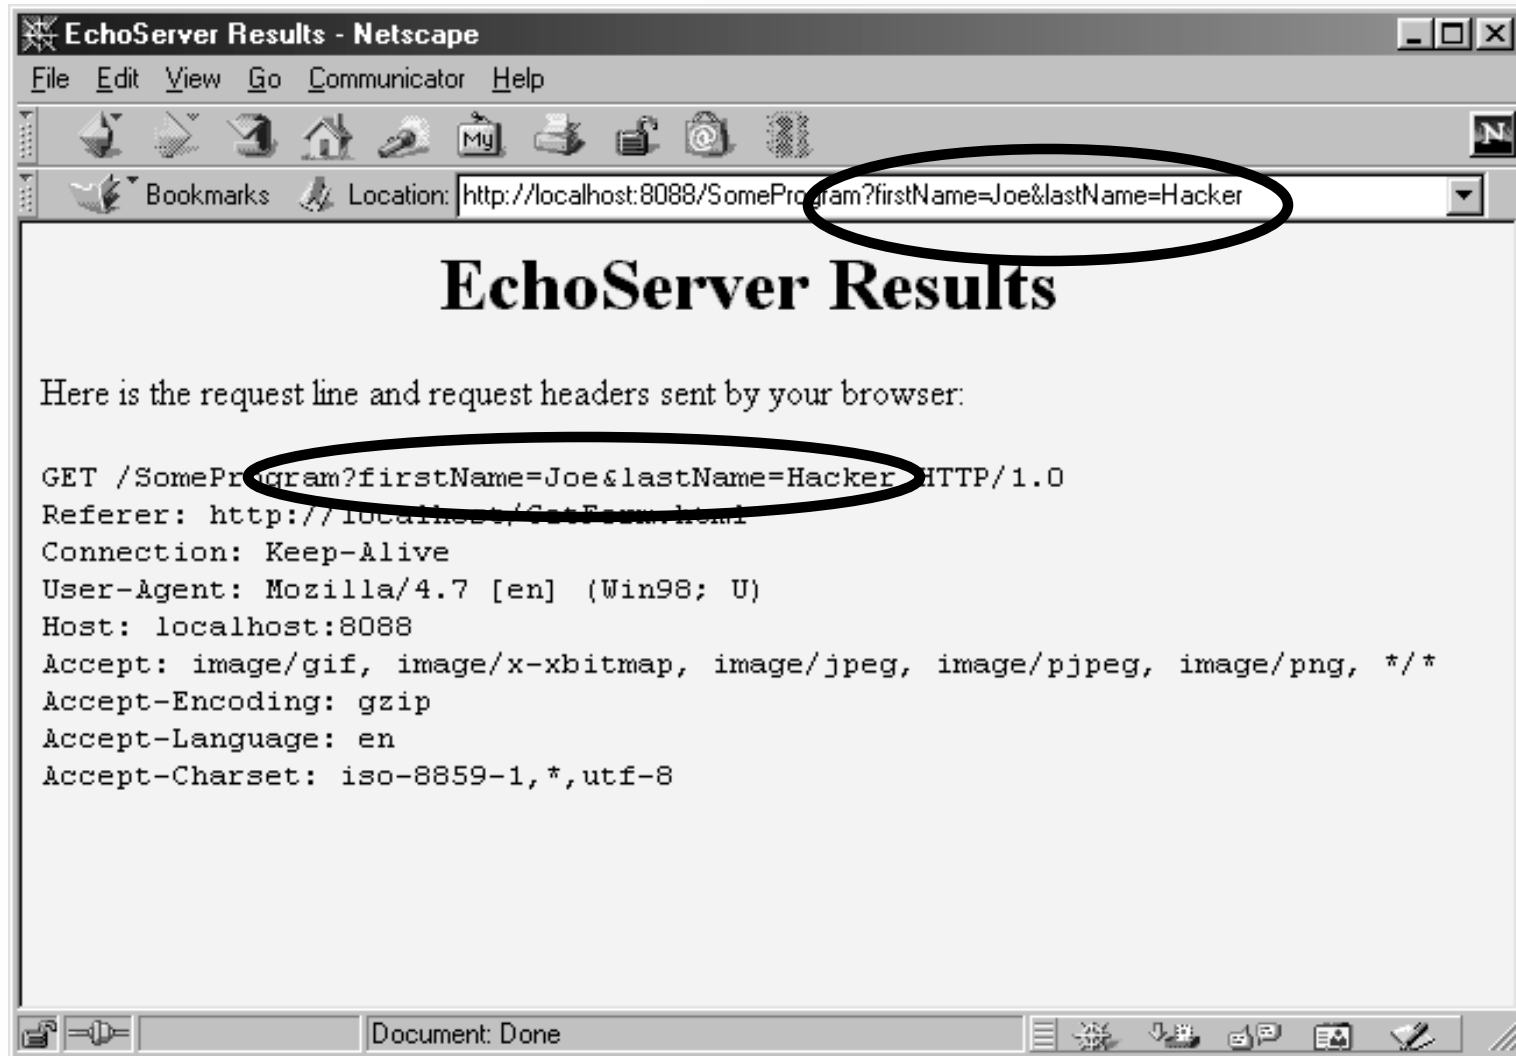 EchoServer Results - Netscape
File Edit View Go Communicator Help
My
N
Bookmarks Location: http://localhost:8088/SomeProgram?firstName=Joe&lastName=Hacker
EchoServer Results
Here is the request line and request headers sent by your browser:
GET /SomeProgram?firstName=Joe&lastName=Hacker HTTP/1.0
Referer: http://localhost/GetForm.html
Connection: Keep-Alive
User-Agent: Mozilla/4.7 [en] (Win98; U)
Host: localhost:8088
Accept: image/gif, image/x-xbitmap, image/jpeg, image/pjpeg, image/png, */*
Accept-Encoding: gzip
Accept-Language: en
Accept-Charset: iso-8859-1,*,utf-8
Document: Done